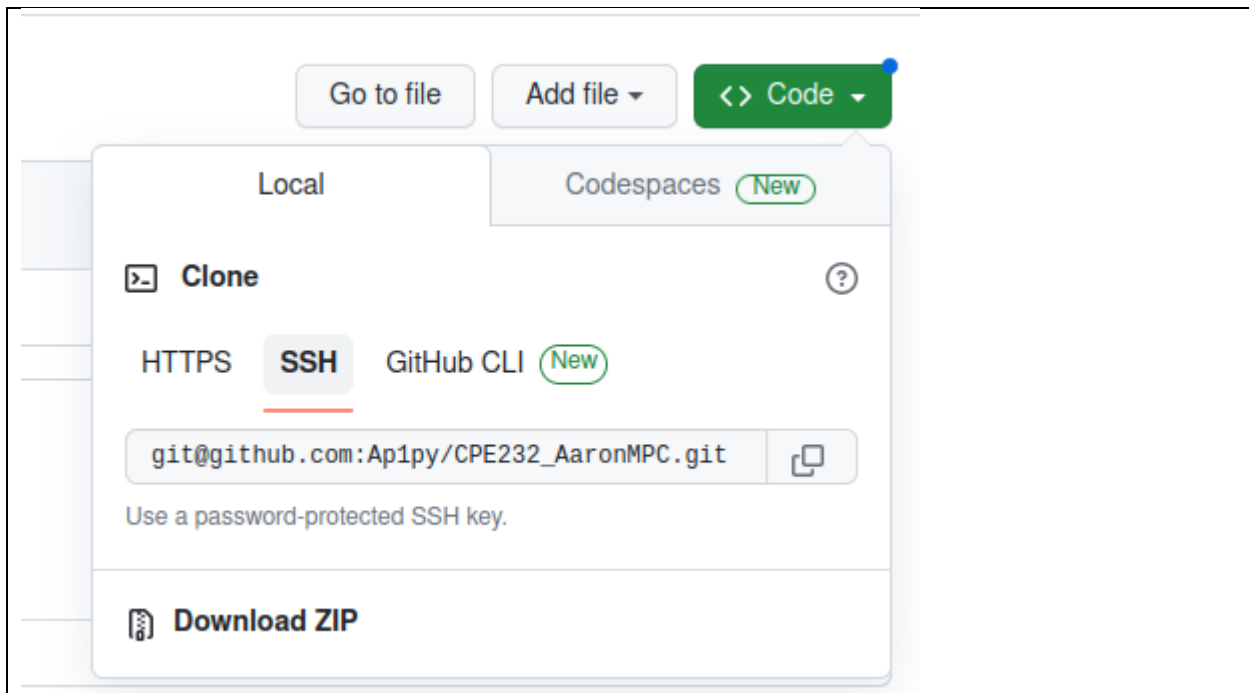 Go to file Add file <> Code
Local Codespaces New
Clone
HTTPS SSH GitHub CLI New
git@github.com:Ap1py/CPE232_AaronMPC.git
Use a password-protected SSH key.
Download ZIP